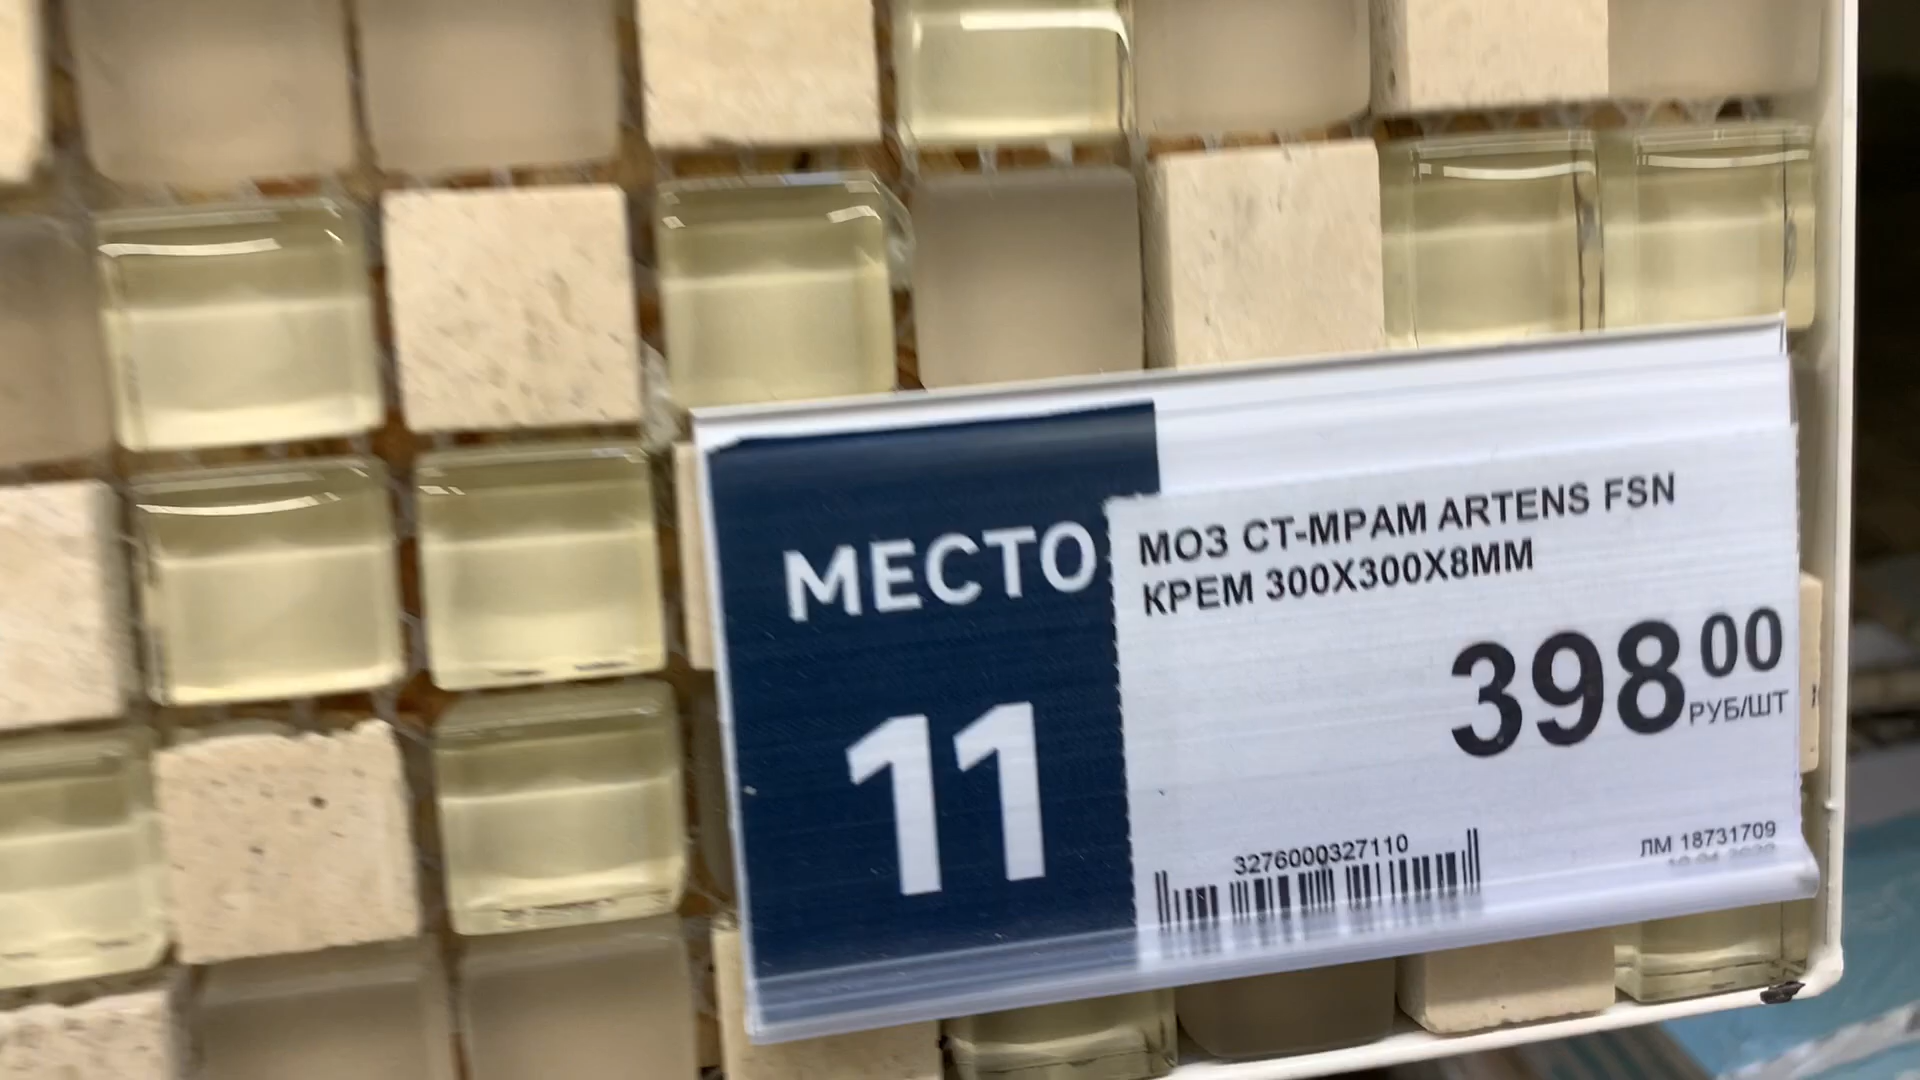 МЕСТО
11
МОЗ СТ-МРАМ ARTENS FSN
КРЕМ 300Х300Х8ММ
398 00
РУБ/ШТ
3276000327110
ЛМ 18731709